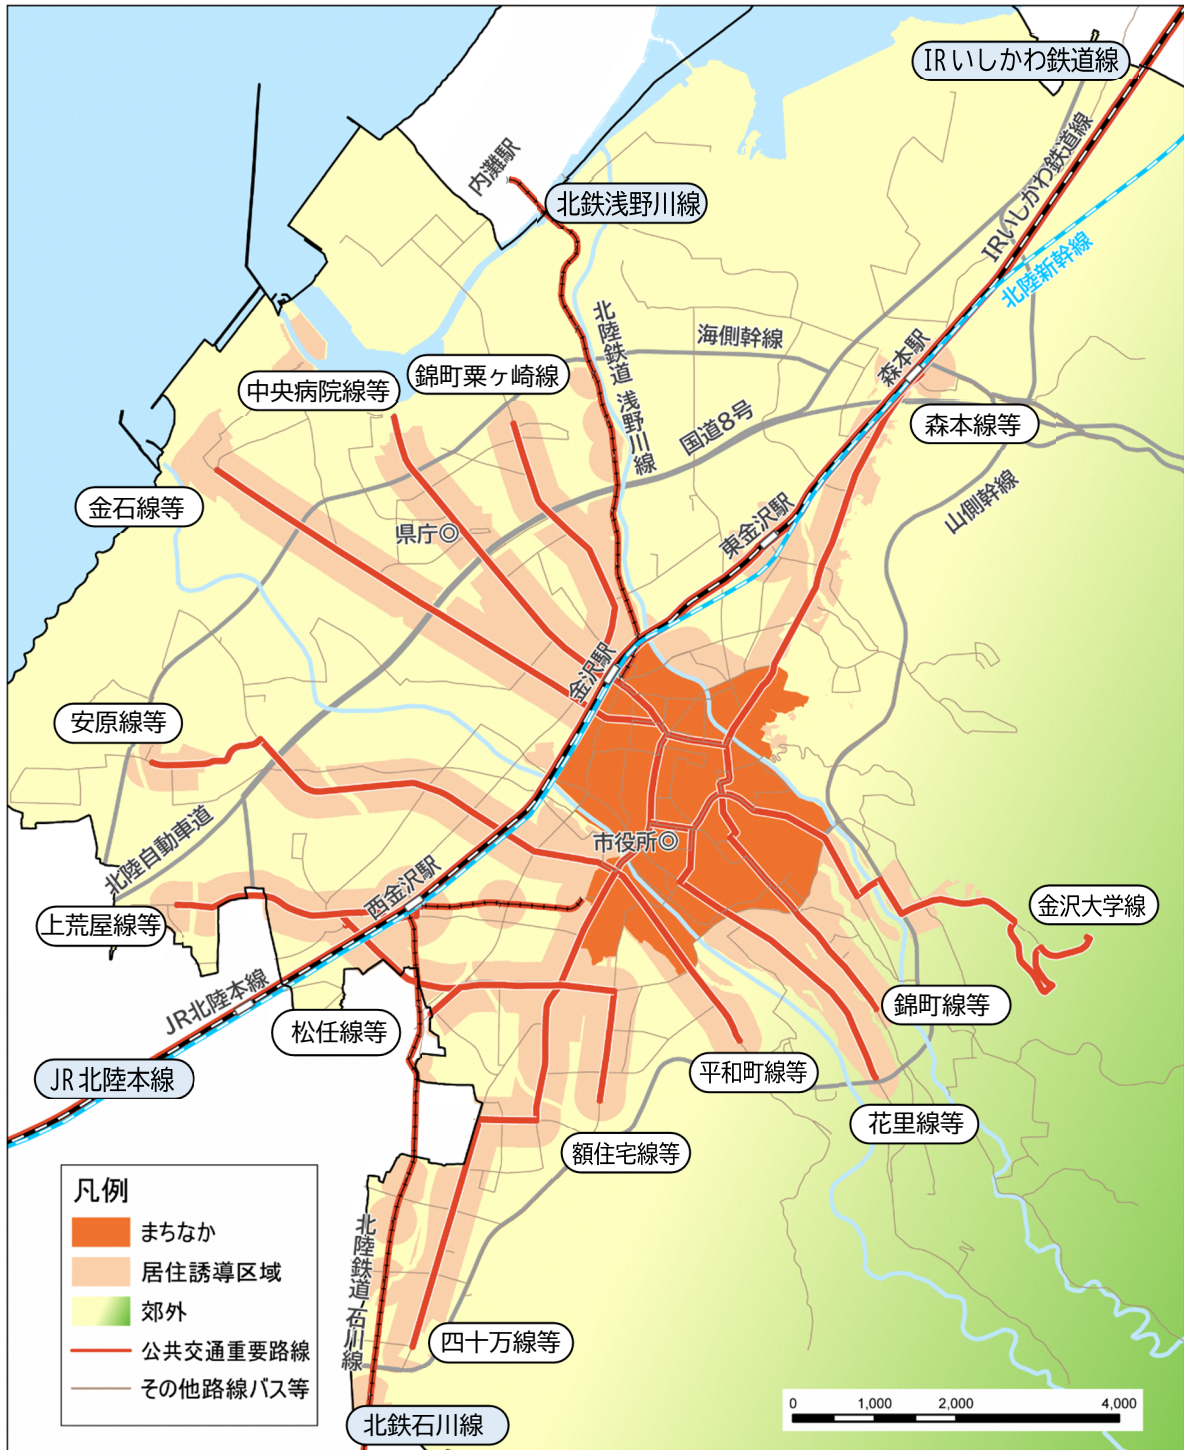 IRいしかわ鉄道線
IRいしかわ鉄道線
内灘駅
北鉄浅野川線
北陸新幹線
北陸鉄道 浅野川線
海側幹線
森本駅
錦町粟ヶ崎線
中央病院線等
国道8号
森本線等
山側幹線
金石線等
県庁◎
東金沢駅
金沢駅
安原線等
北陸自動車道
市役所◎
西金沢駅
上荒屋線等
金沢大学線
JR北陸本線
松任線等
錦町線等
JR北陸本線
平和町線等
花里線等
額住宅線等
凡例
まちなか
居住誘導区域
郊外
公共交通重要路線
その他路線バス等
北陸鉄道 石川線
四十万線等
北鉄石川線
0 1,000 2,000 4,000